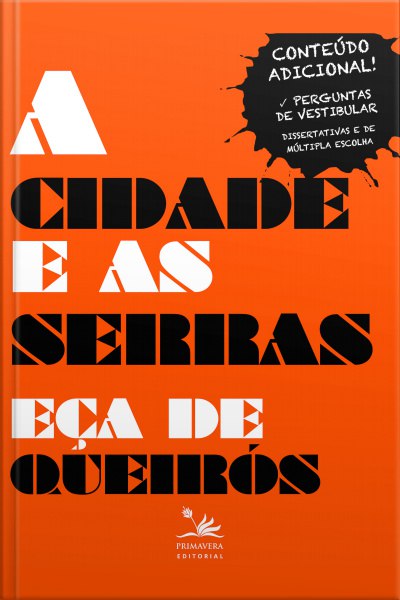 CONTEÚDO
ADICIONAL!
✓ PERGUNTAS
DE VESTIBULAR
DISSERTATIVAS E DE
MÚLTIPLA ESCOLHA
A
CIDADE
E AS
SERRAS
EÇA DE
QUEIRÓS
PRIMAVERA
EDITORIAL